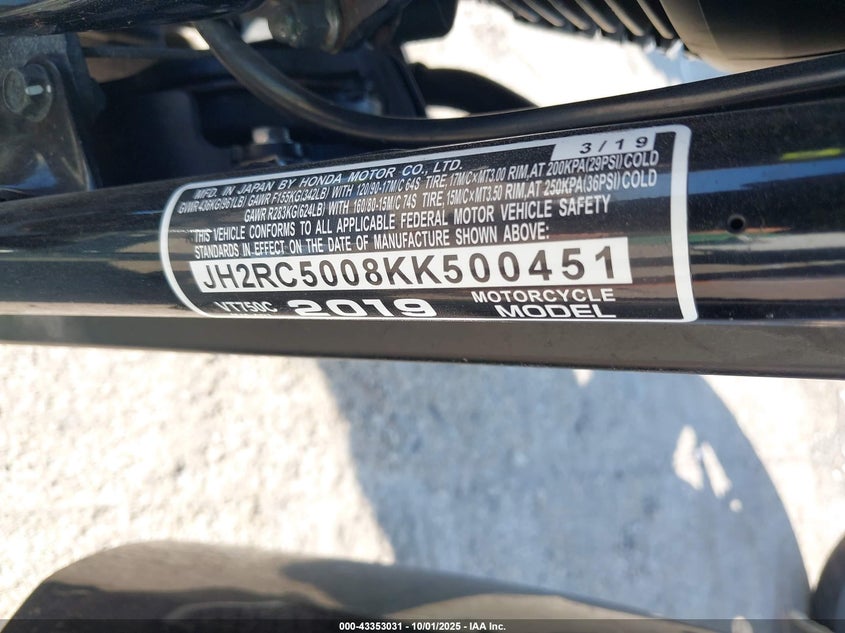 3/19
MFD. IN JAPAN BY HONDA MOTOR CO., LTD.
GVWR 436KG(961LB) GAWR F155KG(342LB) WITH 120/90-17M/C 64S TIRE, 17M/C×MT3.00 RIM, AT 200KPA(29PSI)COLD
GAWR R283KG(624LB) WITH 160/80-15M/C 74S TIRE, 15M/C×MT3.50 RIM, AT 250KPA(36PSI)COLD
THIS VEHICLE CONFORMS TO ALL APPLICABLE FEDERAL MOTOR VEHICLE SAFETY
STANDARDS IN EFFECT ON THE DATE OF MANUFACTURE SHOWN ABOVE:
JH2RC5008KK500451
VT750C 2019 MOTORCYCLE MODEL
000-43353031 - 10/01/2025 - IAA Inc.